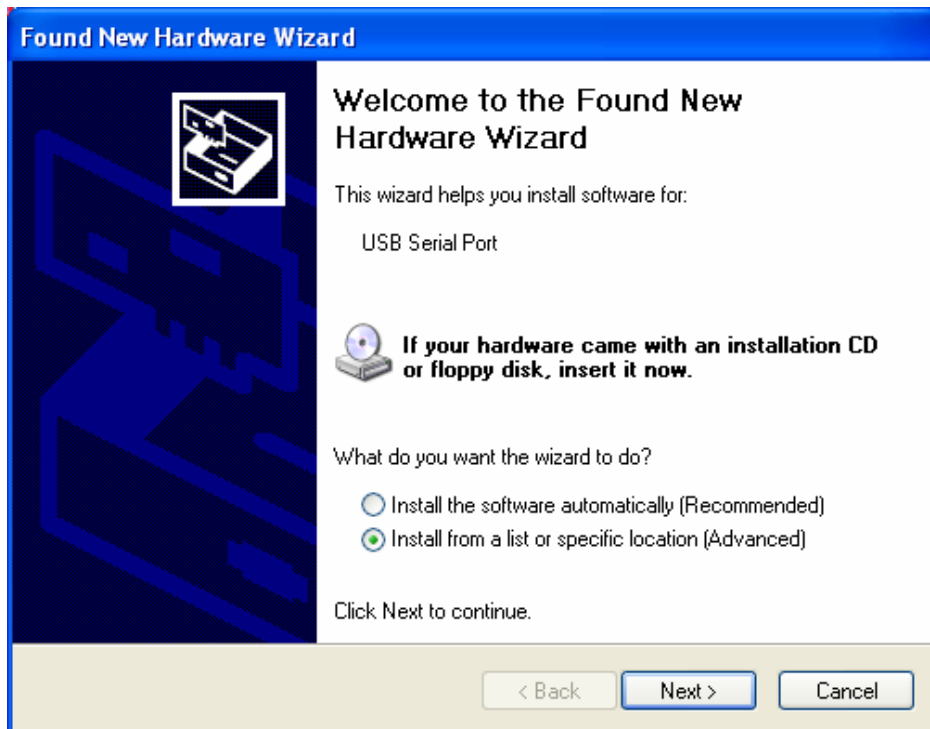 Found New Hardware Wizard
Welcome to the Found New
Hardware Wizard
This wizard helps you install software for:
USB Serial Port
If your hardware came with an installation CD
or floppy disk, insert it now.
What do you want the wizard to do?
Install the software automatically (Recommended)
Install from a list or specific location (Advanced)
Click Next to continue.
< Back
Next >
Cancel